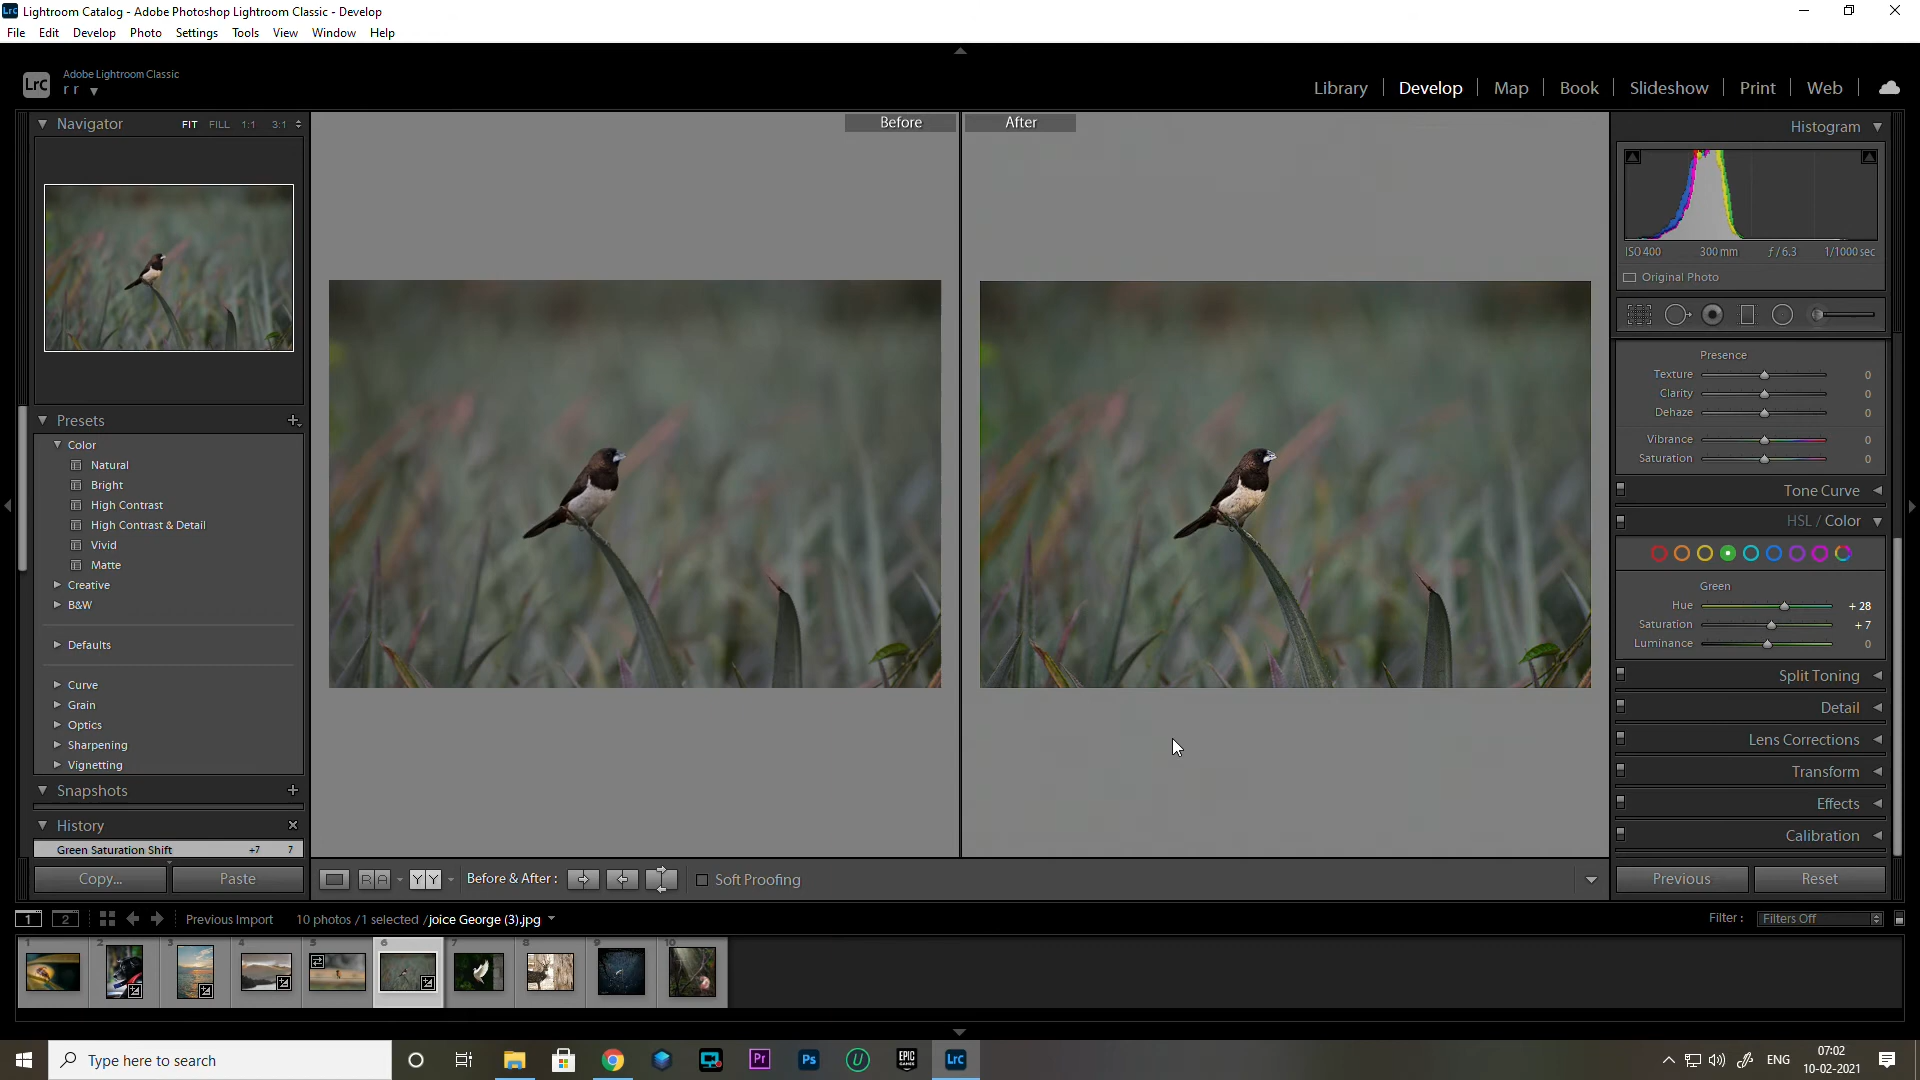 Lrc Lightroom Catalog - Adobe Photoshop Lightroom Classic - Develop
File Edit Develop Photo Settings Tools View Window Help
LrC Adobe Lightroom Classic
r r
Library Develop Map Book Slideshow Print Web
Navigator FIT FILL 1:1 3:1
Before After
Histogram
ISO 400 300 mm ƒ / 6.3 1/1000 sec
Original Photo
Presence
Texture 0
Clarity 0
Dehaze 0
Vibrance 0
Saturation 0
Tone Curve
HSL / Color
Green
Hue + 28
Saturation + 7
Luminance 0
Split Toning
Detail
Lens Corrections
Transform
Effects
Calibration
Previous Reset
Presets
Color
Natural
Bright
High Contrast
High Contrast & Detail
Vivid
Matte
Creative
B&W
Defaults
Curve
Grain
Optics
Sharpening
Vignetting
Snapshots
History
Green Saturation Shift +7 7
Copy... Paste
R A Y Y Before & After : Soft Proofing
1 2 Previous Import 10 photos / 1 selected / joice George (3).jpg Filter : Filters Off
1 2 3 4 5 6 7 8 9 10
Type here to search
Pr Ps U EPIC GAMES Lrc
ENG 07:02
10-02-2021